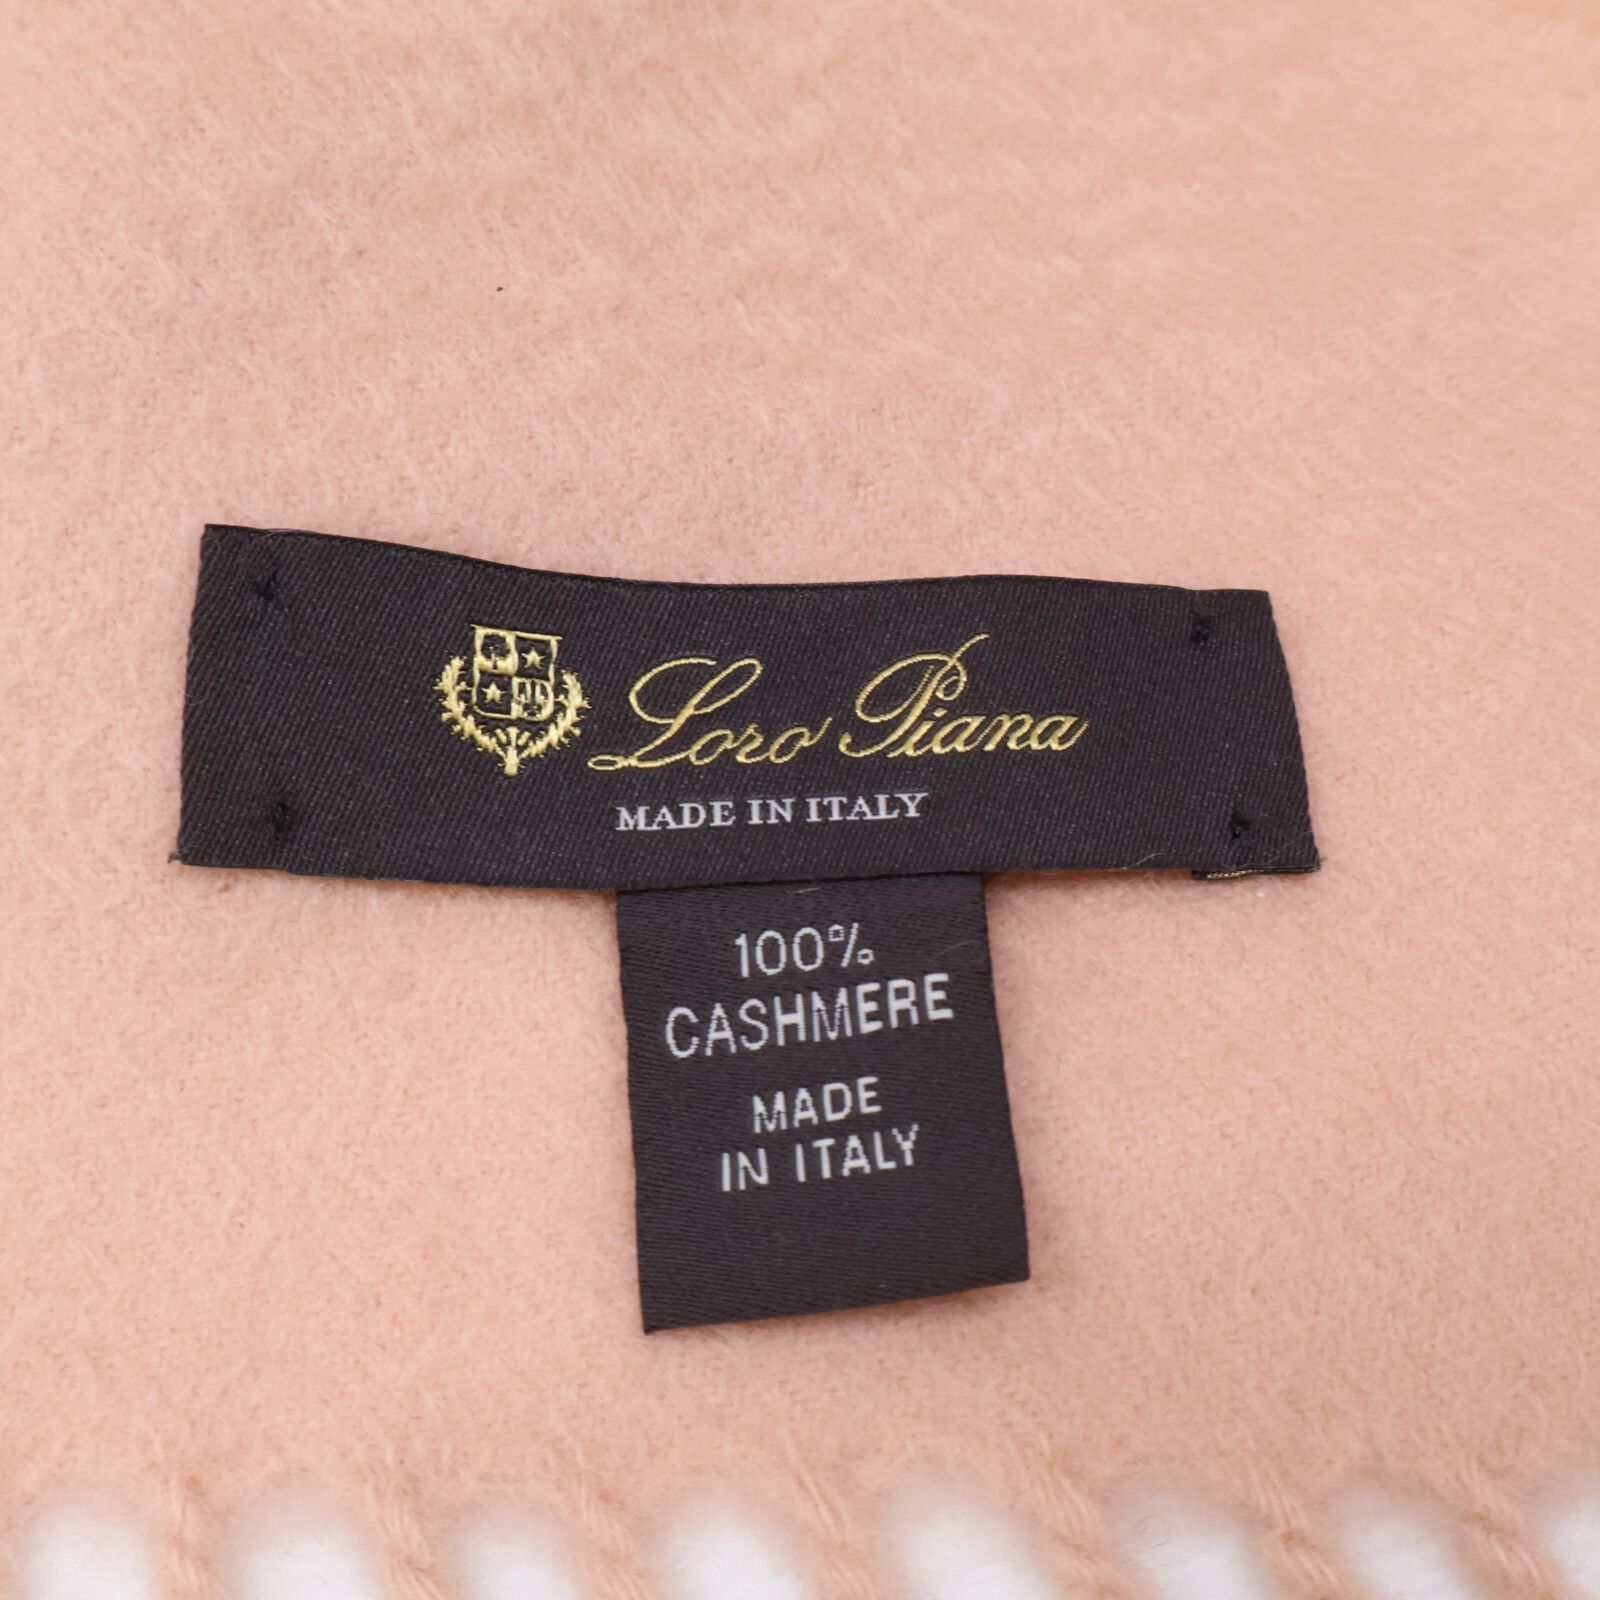 Loro Piana
MADE IN ITALY
100%
CASHMERE
MADE
IN ITALY